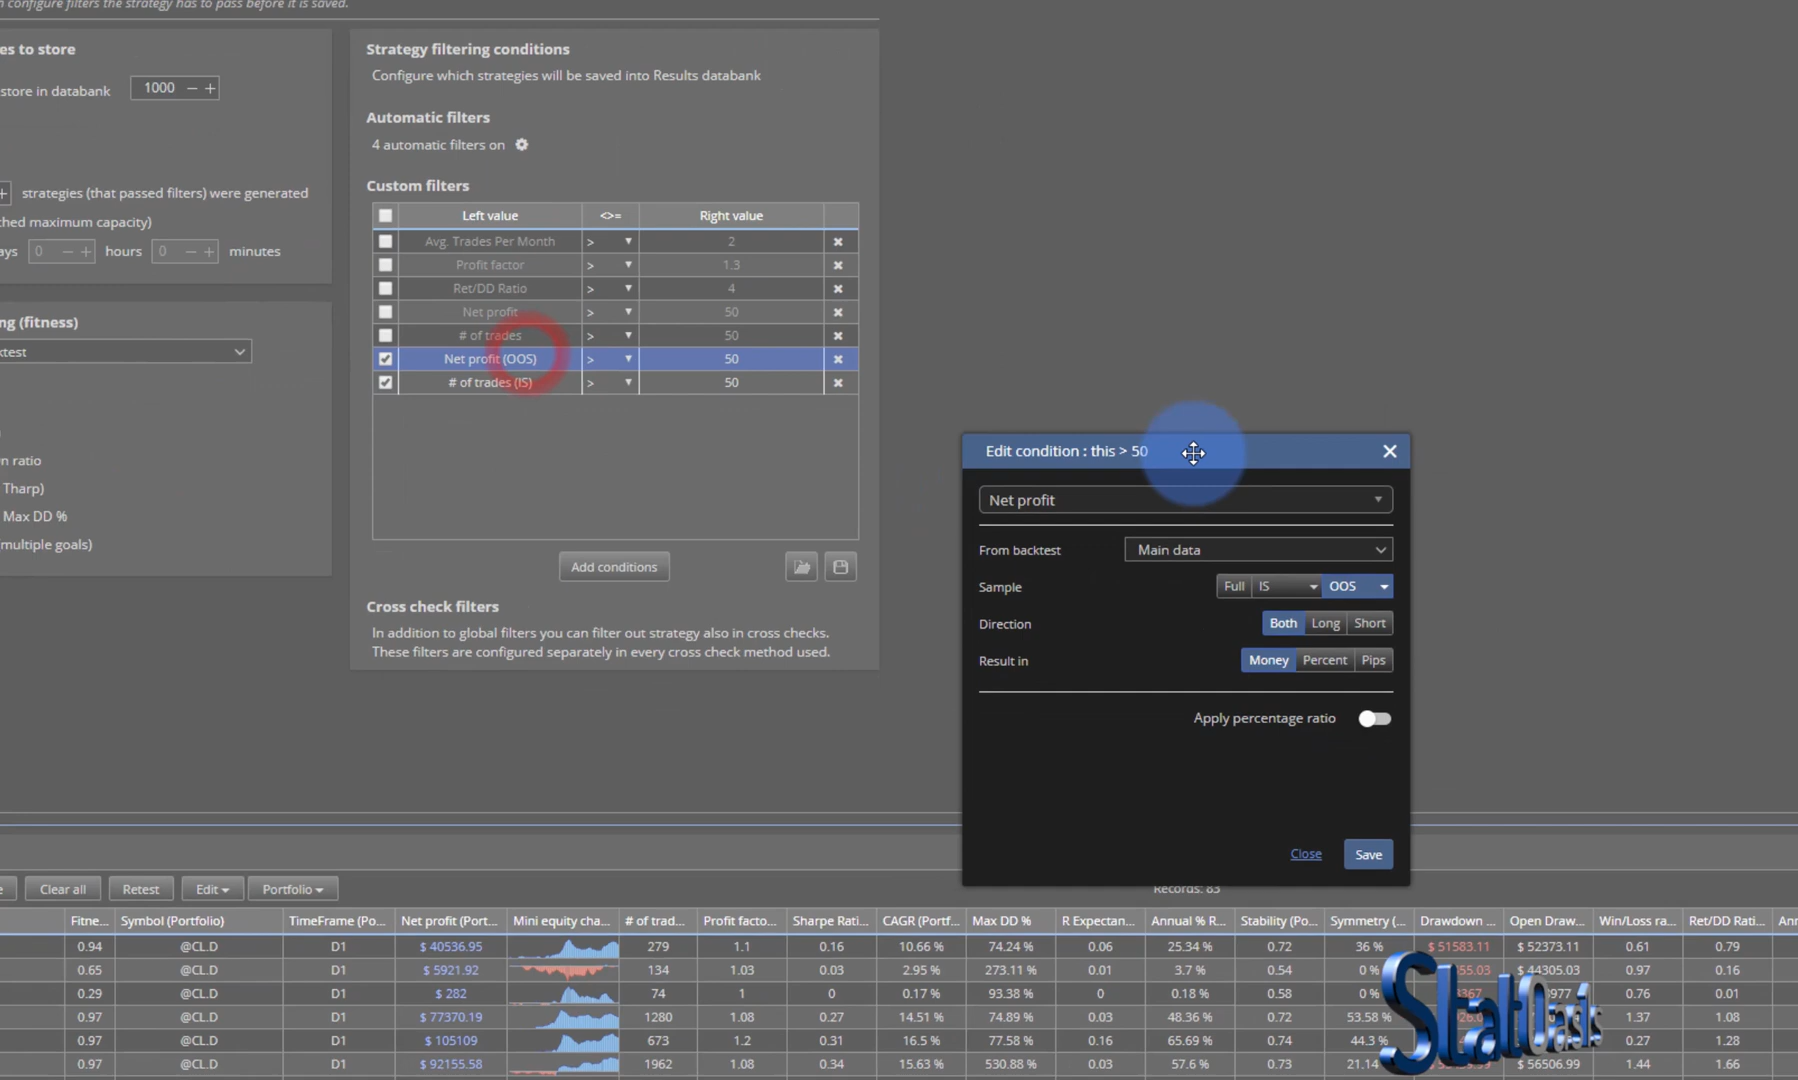 n configure filters the strategy has to pass before it is saved.
es to store
store in databank 1000 − +
+ strategies (that passed filters) were generated
ched maximum capacity)
ays 0 − + hours 0 − + minutes
ng (fitness)
ktest
n ratio
Tharp)
Max DD %
multiple goals)
Strategy filtering conditions
Configure which strategies will be saved into Results databank
Automatic filters
4 automatic filters on
Custom filters
Left value <>= Right value
Avg. Trades Per Month > 2
Profit factor > 1.3
Ret/DD Ratio > 4
Net profit > 50
# of trades > 50
Net profit (OOS) > 50
# of trades (IS) > 50
Add conditions
Cross check filters
In addition to global filters you can filter out strategy also in cross checks.
These filters are configured separately in every cross check method used.
Edit condition : this > 50
Net profit
From backtest Main data
Sample Full IS OOS
Direction Both Long Short
Result in Money Percent Pips
Apply percentage ratio
Close Save
e Clear all Retest Edit Portfolio Records: 83
Fitne... Symbol (Portfolio) TimeFrame (Po... Net profit (Port... Mini equity cha... # of trad... Profit facto... Sharpe Rati... CAGR (Portf... Max DD % R Expectan... Annual % R... Stability (Po... Symmetry (... Drawdown ... Open Draw... Win/Loss ra... Ret/DD Rati... Ann
0.94 @CL.D D1 $ 40536.95 279 1.1 0.16 10.66 % 74.24 % 0.06 25.34 % 0.72 36 % $ 51583.11 $ 52373.11 0.61 0.79
0.65 @CL.D D1 $ 5921.92 134 1.03 0.03 2.95 % 273.11 % 0.01 3.7 % 0.54 0 % $ 44305.03 0.97 0.16
0.29 @CL.D D1 $ 282 74 1 0 0.17 % 93.38 % 0 0.18 % 0.58 0 % 0.76 0.01
0.97 @CL.D D1 $ 77370.19 1280 1.08 0.27 14.51 % 74.89 % 0.03 48.36 % 0.72 53.58 % 1.37 1.08
0.97 @CL.D D1 $ 105109 673 1.2 0.31 16.5 % 77.58 % 0.16 65.69 % 0.74 44.3 % 0.27 1.28
0.97 @CL.D D1 $ 92155.58 1962 1.08 0.34 15.63 % 530.88 % 0.03 57.6 % 0.73 21.14 $ 56506.99 1.44 1.66
StatOasis